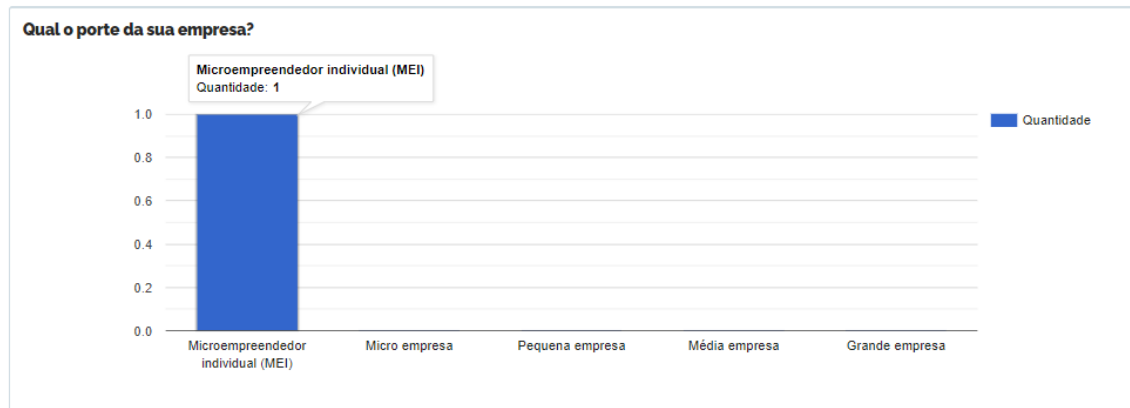 Qual o porte da sua empresa?
Microempreendedor individual (MEI)
Quantidade: 1
1.0
Quantidade
0.8
0.6
0.4
0.2
0.0
Microempreendedor
individual (MEI)
Micro empresa
Pequena empresa
Média empresa
Grande empresa